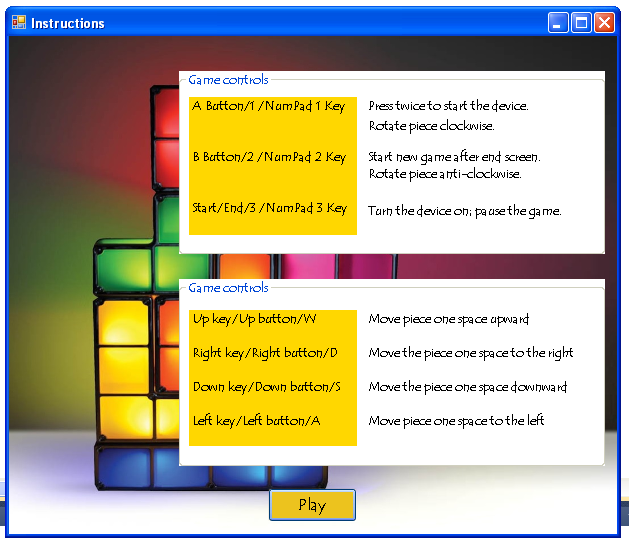 Instructions
Game controls
A Button/1 /NumPad 1 Key
Press twice to start the device.
Rotate piece clockwise.
B Button/2 /NumPad 2 Key
Start new game after end screen.
Rotate piece anti-clockwise.
Start/End/3 /NumPad 3 Key
Turn the device on; pause the game.
Game controls
Up key/Up button/W
Move piece one space upward
Right key/Right button/D
Move the piece one space to the right
Down key/Down button/S
Move the piece one space downward
Left key/Left button/A
Move piece one space to the left
Play